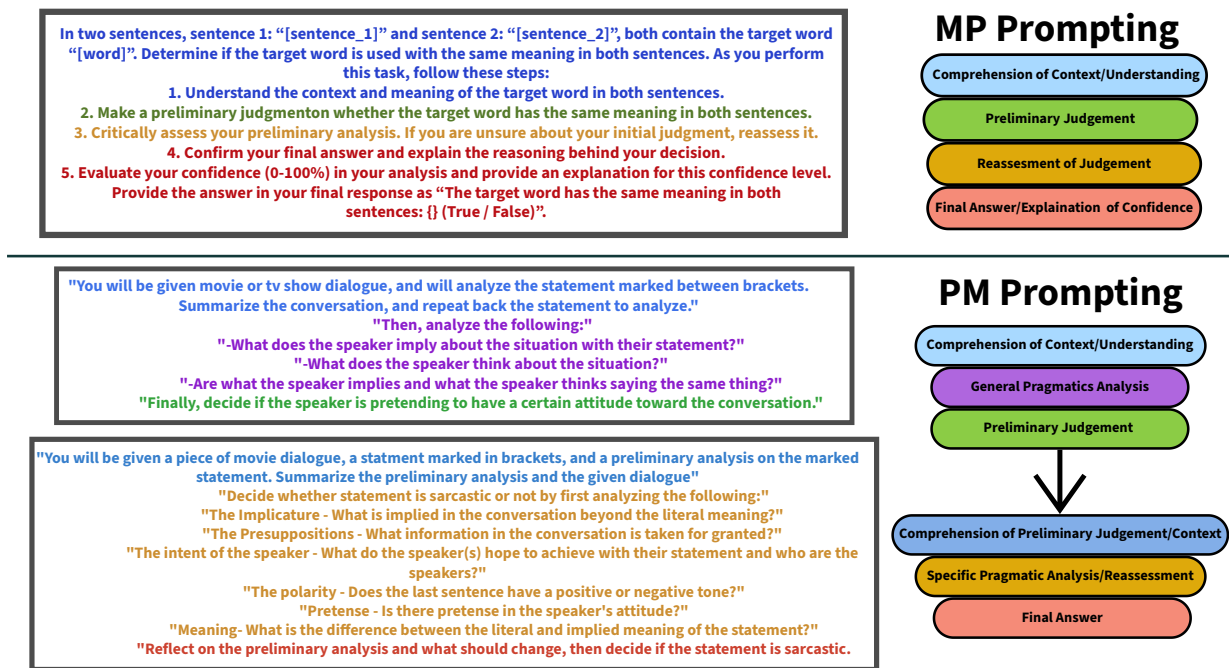 In two sentences, sentence 1: “[sentence_1]” and sentence 2: “[sentence_2]”, both contain the target word
“[word]”. Determine if the target word is used with the same meaning in both sentences. As you perform
this task, follow these steps:
1. Understand the context and meaning of the target word in both sentences.
2. Make a preliminary judgmenton whether the target word has the same meaning in both sentences.
3. Critically assess your preliminary analysis. If you are unsure about your initial judgment, reassess it.
4. Confirm your final answer and explain the reasoning behind your decision.
5. Evaluate your confidence (0-100%) in your analysis and provide an explanation for this confidence level.
Provide the answer in your final response as “The target word has the same meaning in both
sentences: {} (True / False)”.
MP Prompting
Comprehension of Context/Understanding
Preliminary Judgement
Reassesment of Judgement
Final Answer/Explaination of Confidence
"You will be given movie or tv show dialogue, and will analyze the statement marked between brackets.
Summarize the conversation, and repeat back the statement to analyze."
"Then, analyze the following:"
"-What does the speaker imply about the situation with their statement?"
"-What does the speaker think about the situation?"
"-Are what the speaker implies and what the speaker thinks saying the same thing?"
"Finally, decide if the speaker is pretending to have a certain attitude toward the conversation."
"You will be given a piece of movie dialogue, a statment marked in brackets, and a preliminary analysis on the marked
statement. Summarize the preliminary analysis and the given dialogue"
"Decide whether statement is sarcastic or not by first analyzing the following:"
"The Implicature - What is implied in the conversation beyond the literal meaning?"
"The Presuppositions - What information in the conversation is taken for granted?"
"The intent of the speaker - What do the speaker(s) hope to achieve with their statement and who are the
speakers?"
"The polarity - Does the last sentence have a positive or negative tone?"
"Pretense - Is there pretense in the speaker's attitude?"
"Meaning- What is the difference between the literal and implied meaning of the statement?"
"Reflect on the preliminary analysis and what should change, then decide if the statement is sarcastic.
PM Prompting
Comprehension of Context/Understanding
General Pragmatics Analysis
Preliminary Judgement
Comprehension of Preliminary Judgement/Context
Specific Pragmatic Analysis/Reassessment
Final Answer